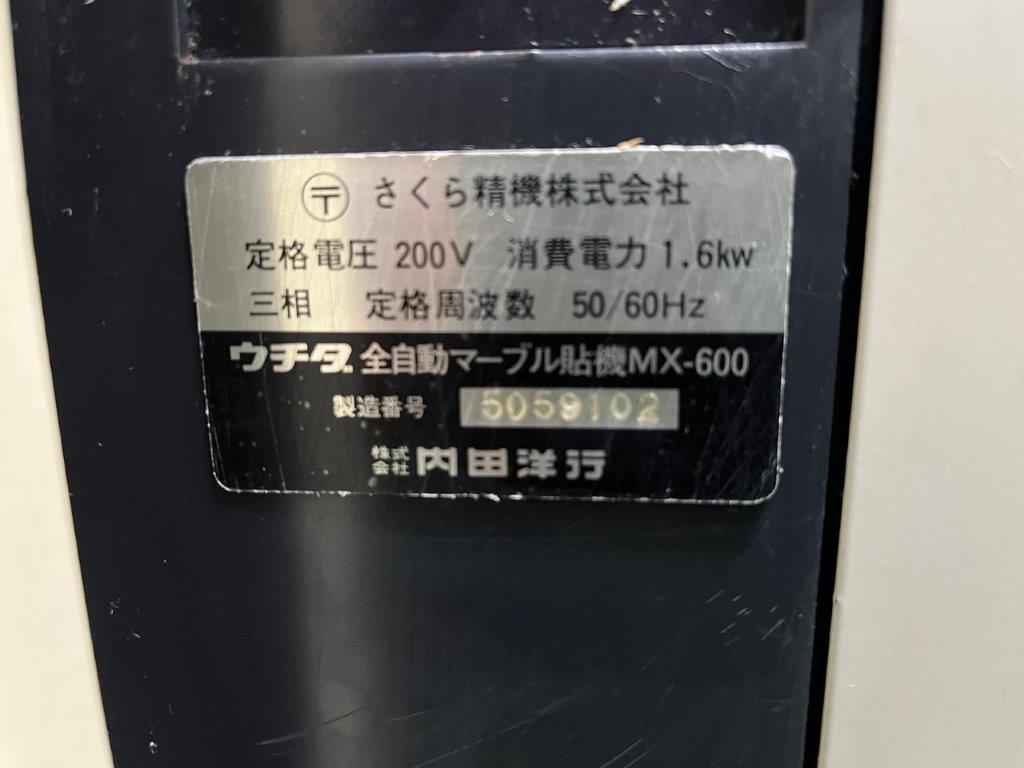 〒 さくら精機株式会社
定格電圧 200V 消費電力 1.6kw
三相 定格周波数 50/60Hz
ウチダ 全自動マーブル貼機MX-600
製造番号 5059102
株式会社 内田洋行